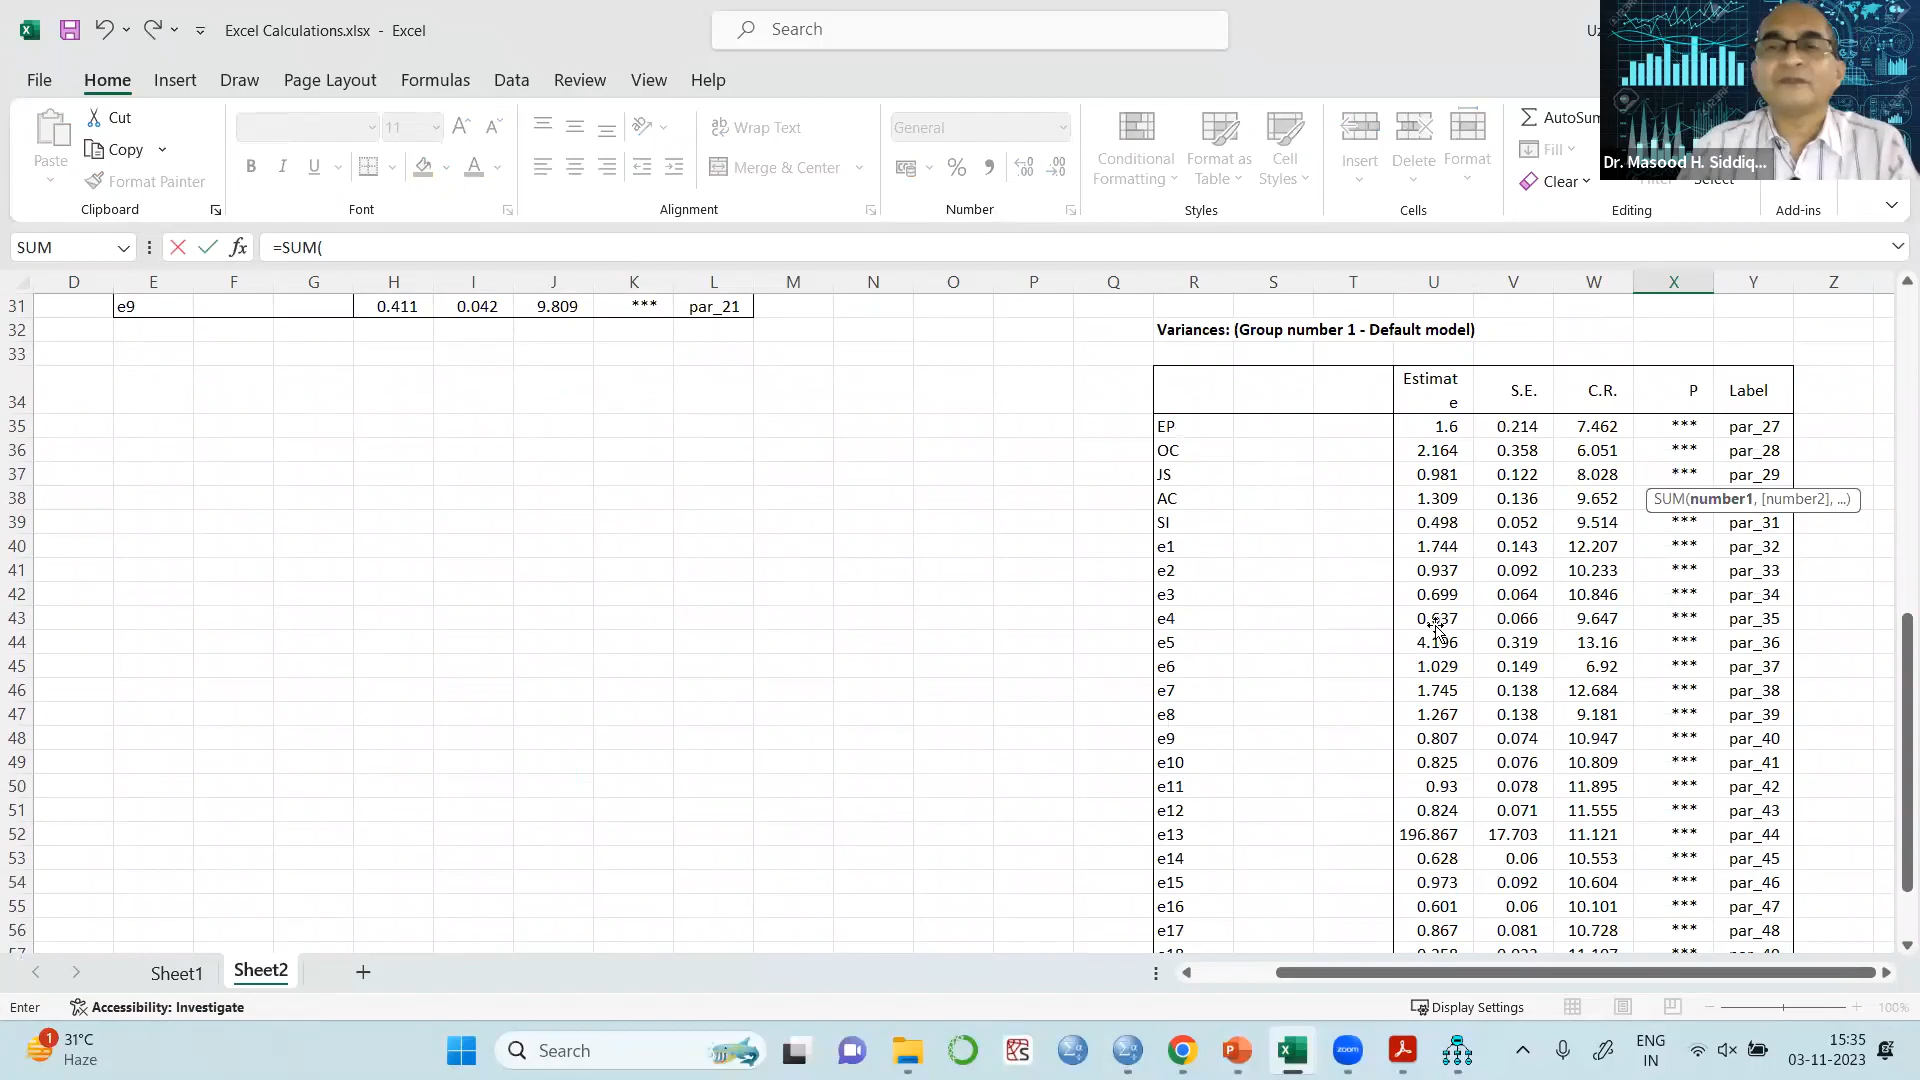 Excel Calculations.xlsx - Excel
Search
File Home Insert Draw Page Layout Formulas Data Review View Help
Paste
Cut
Copy
Format Painter
Clipboard
11
B I U
Font
Wrap Text
Merge & Center
Alignment
General
Number
Conditional Formatting
Format as Table
Cell Styles
Styles
Insert Delete Format
Cells
AutoSum
Fill
Clear
Select
Editing
Add-ins
Dr. Masood H. Siddiq...
SUM
fx =SUM(
D E F G H I J K L M N O P Q R S T U V W X Y Z
31 e9 0.411 0.042 9.809 *** par_21
32 Variances: (Group number 1 - Default model)
33
34 Estimate S.E. C.R. P Label
35 EP 1.6 0.214 7.462 *** par_27
36 OC 2.164 0.358 6.051 *** par_28
37 JS 0.981 0.122 8.028 *** par_29
38 AC 1.309 0.136 9.652 SUM(number1, [number2], ...)
39 SI 0.498 0.052 9.514 *** par_31
40 e1 1.744 0.143 12.207 *** par_32
41 e2 0.937 0.092 10.233 *** par_33
42 e3 0.699 0.064 10.846 *** par_34
43 e4 0.066 9.647 *** par_35
44 e5 0.319 13.16 *** par_36
45 e6 1.029 0.149 6.92 *** par_37
46 e7 1.745 0.138 12.684 *** par_38
47 e8 1.267 0.138 9.181 *** par_39
48 e9 0.807 0.074 10.947 *** par_40
49 e10 0.825 0.076 10.809 *** par_41
50 e11 0.93 0.078 11.895 *** par_42
51 e12 0.824 0.071 11.555 *** par_43
52 e13 196.867 17.703 11.121 *** par_44
53 e14 0.628 0.06 10.553 *** par_45
54 e15 0.973 0.092 10.604 *** par_46
55 e16 0.601 0.06 10.101 *** par_47
56 e17 0.867 0.081 10.728 *** par_48
Sheet1 Sheet2
Enter
Accessibility: Investigate
Display Settings
100%
31°C
Haze
1
Search
zoom
ENG
IN
15:35
03-11-2023